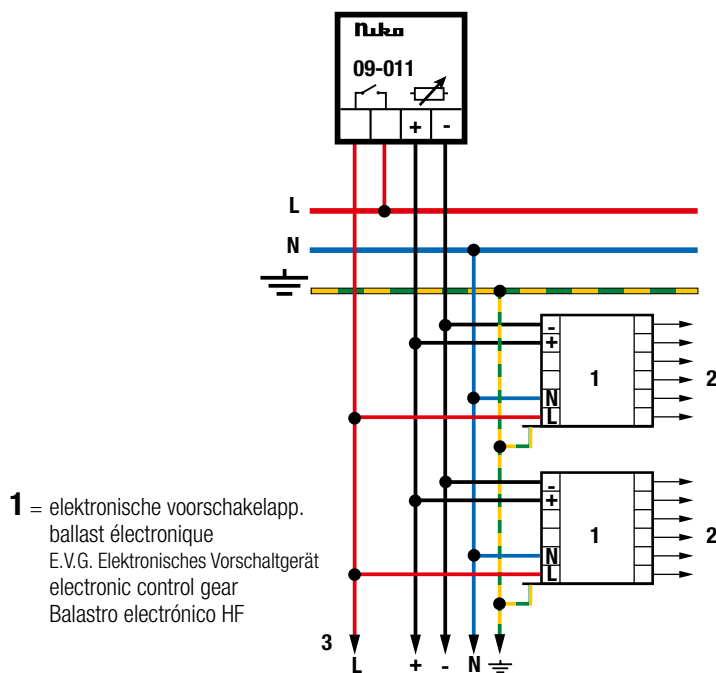 Niko
09-011
+ -
L
N
-
+
1
2
N
L
-
+
1
2
N
L
1 = elektronische voorschakelapp.
ballast électronique
E.V.G. Elektronisches Vorschaltgerät
electronic control gear
Balastro electrónico HF
3
L + - N